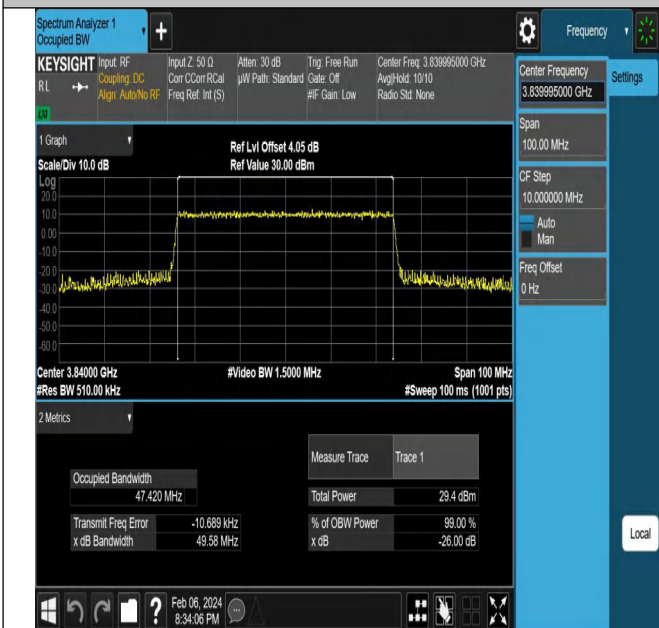 Spectrum Analyzer 1
Occupied BW
Frequency
KEYSIGHT
RL
LXI
Input: RF
Coupling: DC
Align: Auto/No RF
Input Z: 50 Ω
Corr CCorr RCal
Freq Ref: Int (S)
Atten: 30 dB
µW Path: Standard
Trig: Free Run
Gate: Off
#IF Gain: Low
Center Freq: 3.839995000 GHz
Avg|Hold: 10/10
Radio Std: None
Center Frequency
3.839995000 GHz
Settings
Span
100.00 MHz
CF Step
10.000000 MHz
Auto
Man
Freq Offset
0 Hz
1 Graph
Scale/Div 10.0 dB
Ref Lvl Offset 4.05 dB
Ref Value 30.00 dBm
Log
20.0
10.0
0.00
-10.0
-20.0
-30.0
-40.0
-50.0
-60.0
Center 3.84000 GHz
#Res BW 510.00 kHz
#Video BW 1.5000 MHz
Span 100 MHz
#Sweep 100 ms (1001 pts)
2 Metrics
Measure Trace Trace 1
Occupied Bandwidth
47.420 MHz
Total Power 29.4 dBm
Transmit Freq Error -10.689 kHz
% of OBW Power 99.00 %
x dB Bandwidth 49.58 MHz
x dB -26.00 dB
Local
Feb 06, 2024
8:34:06 PM